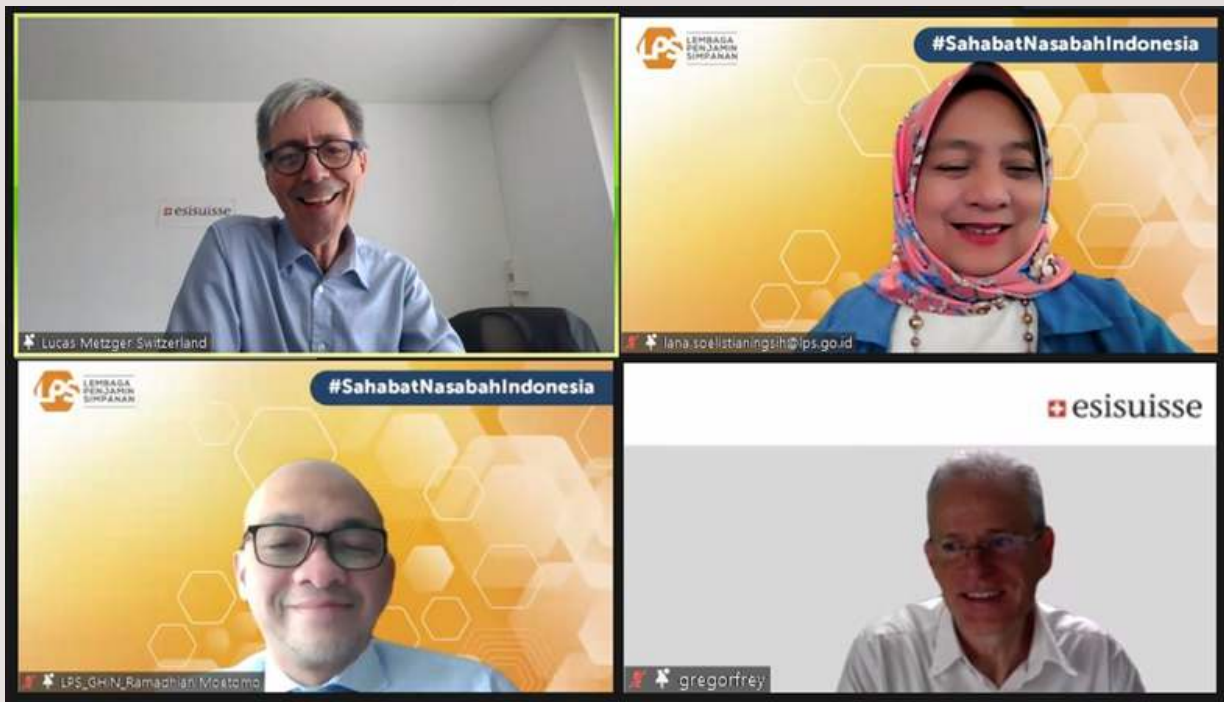 esisuisse
Lucas Metzger Switzerland
LPS
LEMBAGA
PENJAMIN
SIMPANAN
#SahabatNasabahIndonesia
lana.soelistianingsih@lps.go.id
LPS
LEMBAGA
PENJAMIN
SIMPANAN
#SahabatNasabahIndonesia
LPS_GHIN_Ramadhian Moetomo
esisuisse
gregorfrey